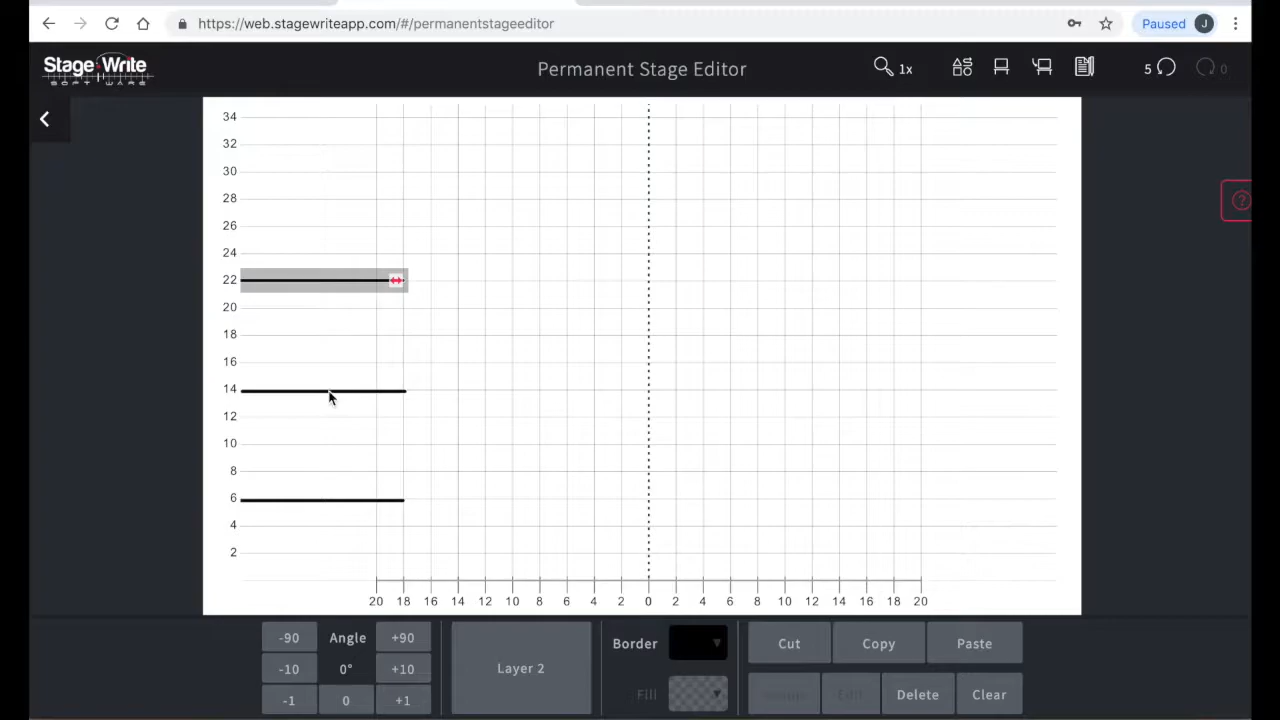 https://web.stagewriteapp.com/#/permanentstageeditor
Paused J
Stage Write
SOFTWARE
Permanent Stage Editor
1x
5
0
34
32
30
28
26
24
22
20
18
16
14
12
10
8
6
4
2
20 18 16 14 12 10 8 6 4 2 0 2 4 6 8 10 12 14 16 18 20
-90 Angle +90
-10 0° +10
-1 0 +1
Layer 2
Border
Fill
Cut Copy Paste
Edit Delete Clear